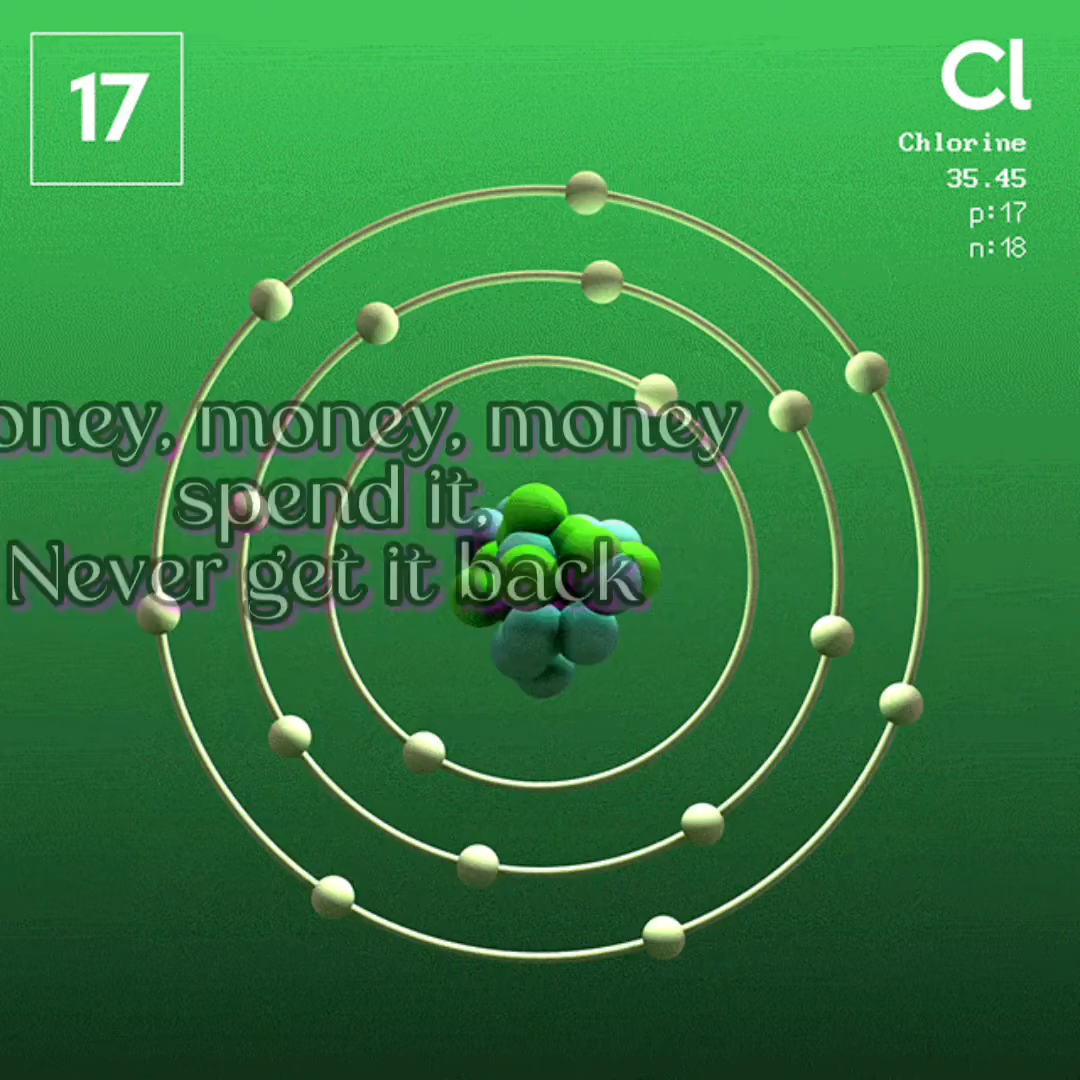 17
Cl
Chlorine
35.45
p:17
n:18
oney, money, money
spend it,
Never get it back